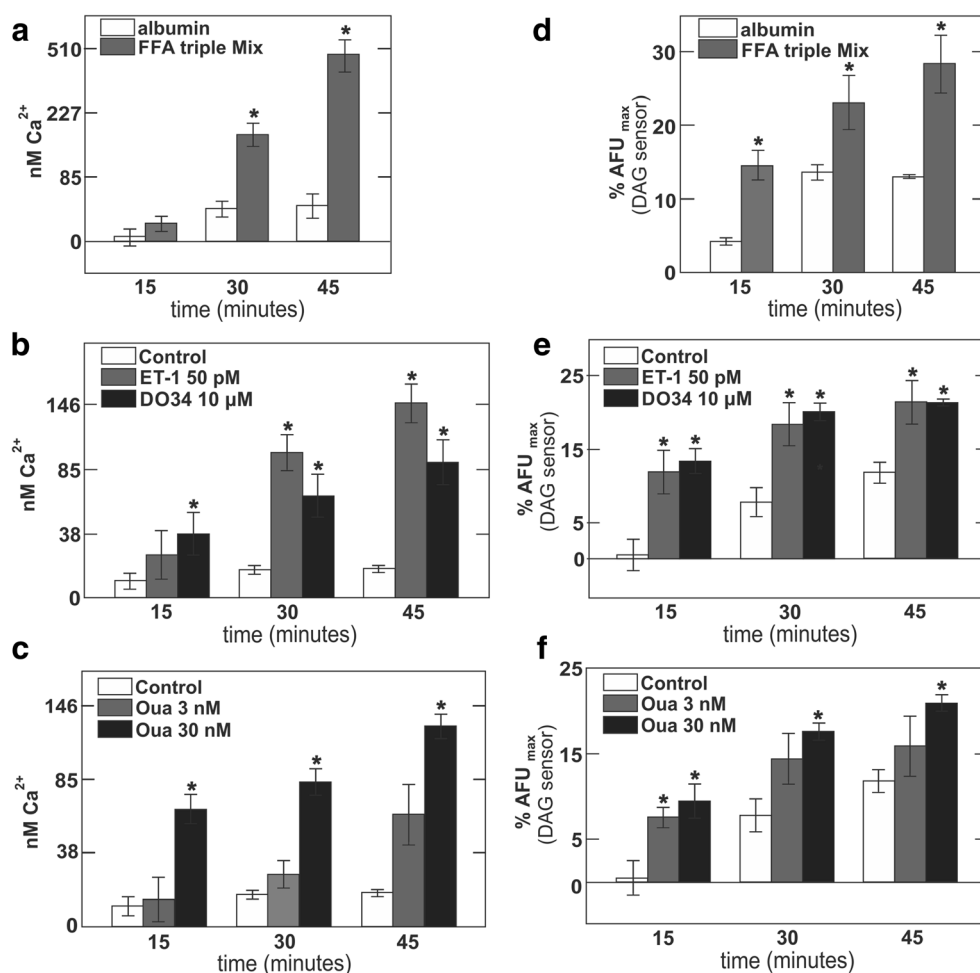 a
albumin
FFA triple Mix
510
227
85
0
nM Ca²⁺
*
*
15 30 45
time (minutes)
d
albumin
FFA triple Mix
30
20
10
0
% AFU max
(DAG sensor)
*
*
*
15 30 45
time (minutes)
b
Control
ET-1 50 pM
DO34 10 µM
146
85
38
0
nM Ca²⁺
*
* *
* *
15 30 45
time (minutes)
e
Control
ET-1 50 pM
DO34 10 µM
25
15
5
0
% AFU max
(DAG sensor)
* *
* *
* *
15 30 45
time (minutes)
c
Control
Oua 3 nM
Oua 30 nM
146
85
38
0
nM Ca²⁺
*
*
*
15 30 45
time (minutes)
f
Control
Oua 3 nM
Oua 30 nM
25
15
5
0
% AFU max
(DAG sensor)
* *
*
*
15 30 45
time (minutes)